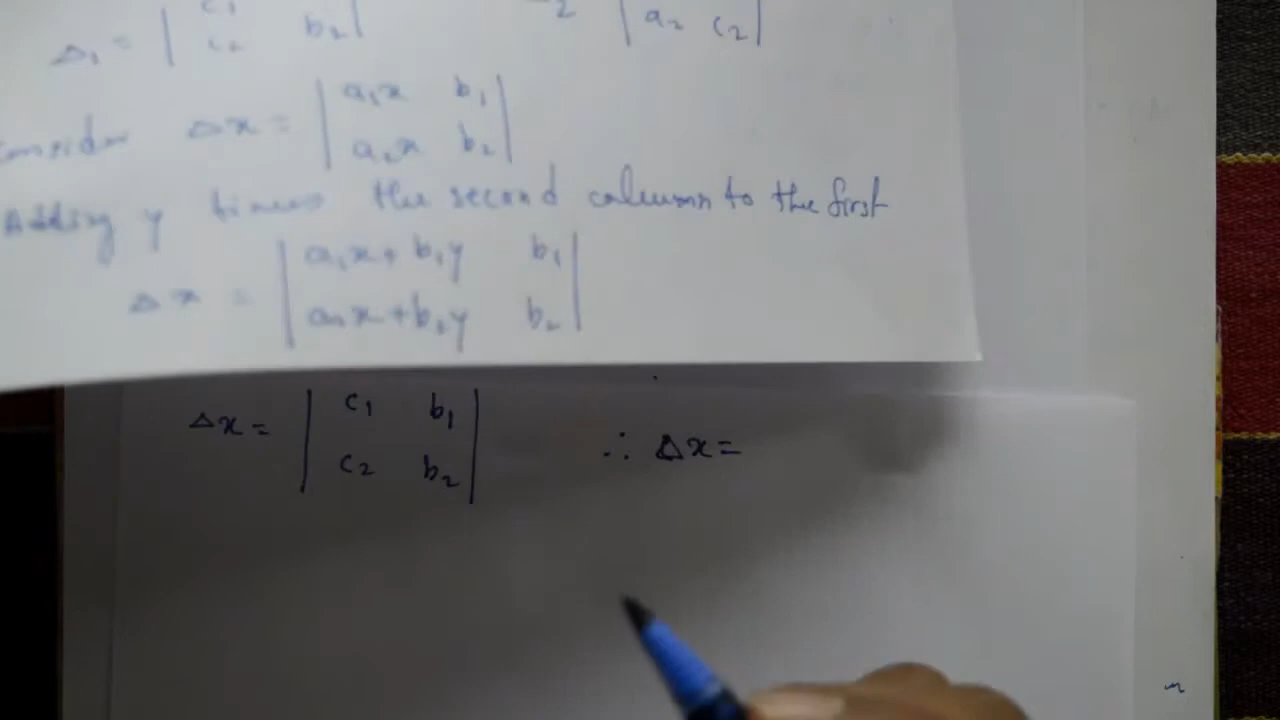 Δ₁ = | c₁ b₁ |   Δ₂ | a₂ c₂ |
| c₂ b₂ |
Consider Δx = | a₁x b₁ |
| a₂x b₂ |
Adding y times the second column to the first
Δx = | a₁x + b₁y b₁ |
| a₂x + b₂y b₂ |
Δx = | c₁ b₁ | ∴ Δx =
| c₂ b₂ |